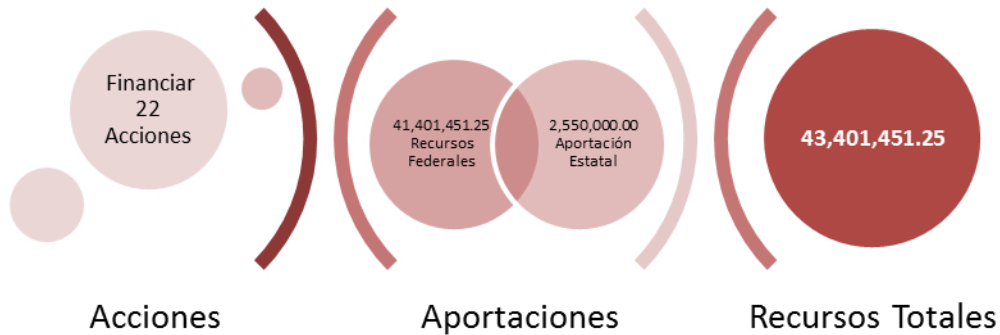 Financiar
22
Acciones
41,401,451.25
Recursos
Federales
2,550,000.00
Aportación
Estatal
43,401,451.25
Acciones
Aportaciones
Recursos Totales